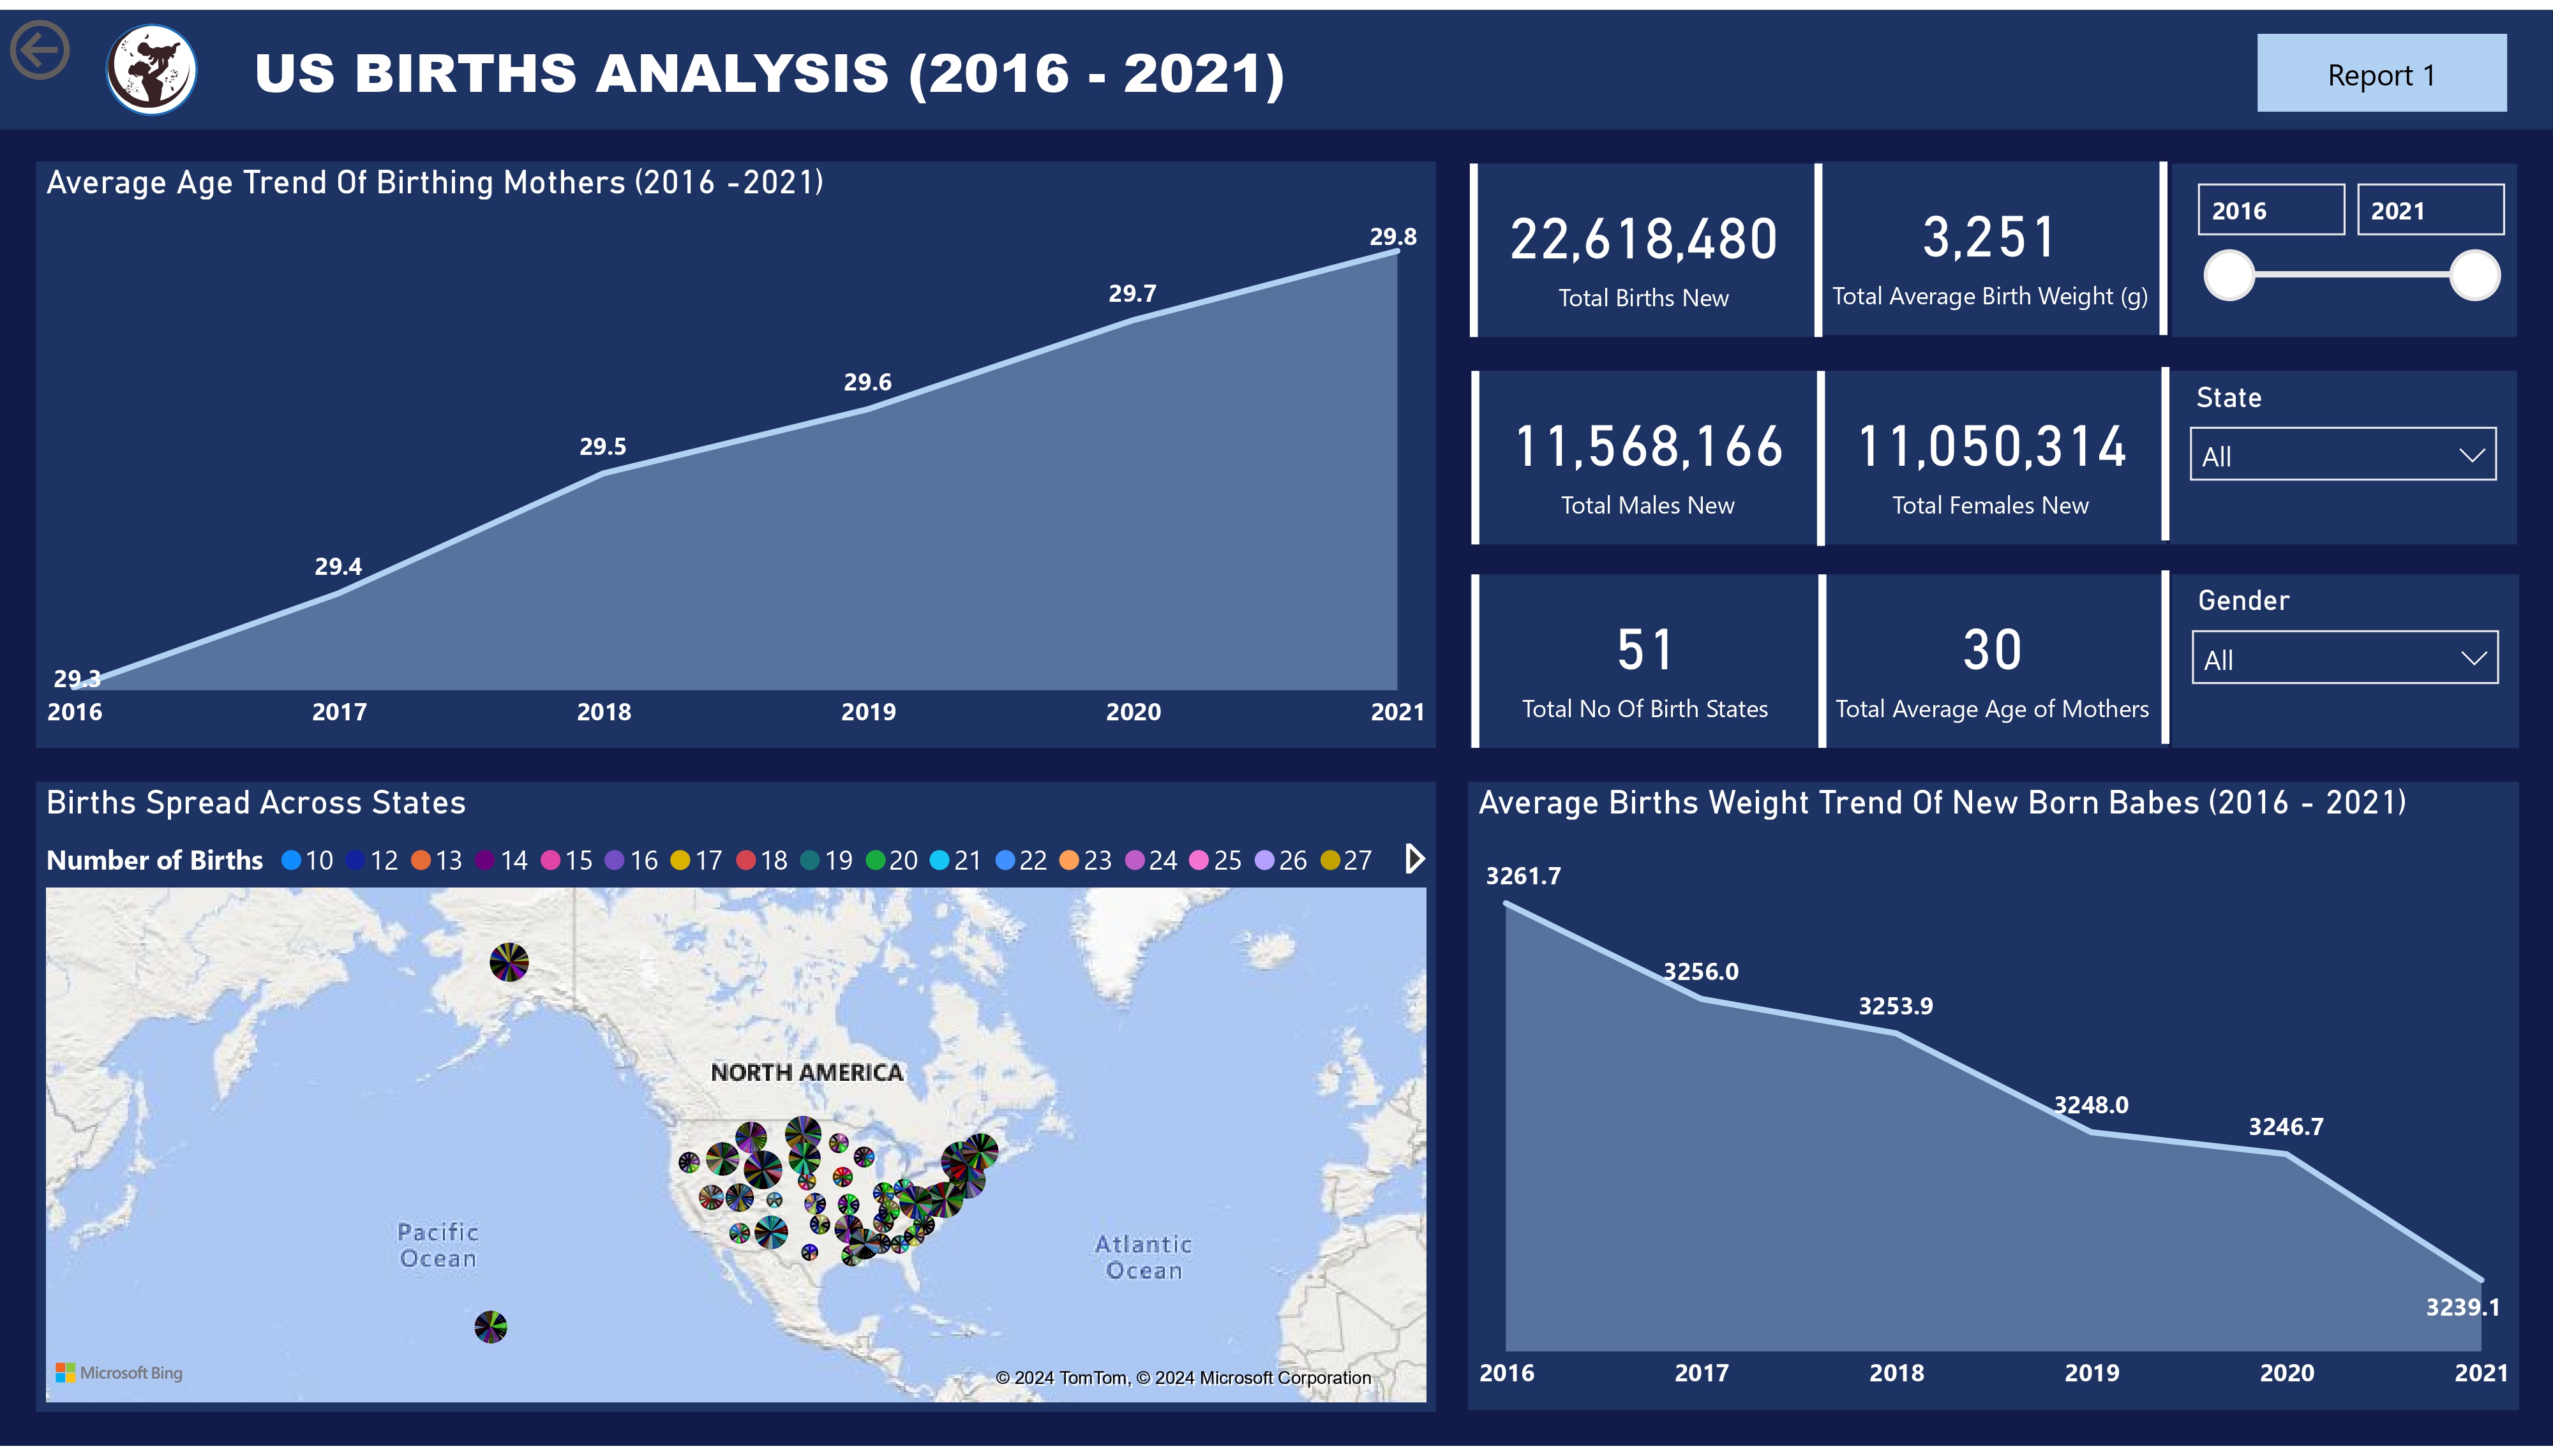 US BIRTHS ANALYSIS (2016 - 2021)
Report 1
Average Age Trend Of Birthing Mothers (2016 -2021)
29.3
29.4
29.5
29.6
29.7
29.8
2016 2017 2018 2019 2020 2021
22,618,480
Total Births New
3,251
Total Average Birth Weight (g)
2016 2021
11,568,166
Total Males New
11,050,314
Total Females New
State
All
51
Total No Of Birth States
30
Total Average Age of Mothers
Gender
All
Births Spread Across States
Number of Births 10 12 13 14 15 16 17 18 19 20 21 22 23 24 25 26 27
NORTH AMERICA
Pacific
Ocean
Atlantic
Ocean
Microsoft Bing
© 2024 TomTom, © 2024 Microsoft Corporation
Average Births Weight Trend Of New Born Babes (2016 - 2021)
3261.7
3256.0
3253.9
3248.0
3246.7
3239.1
2016 2017 2018 2019 2020 2021